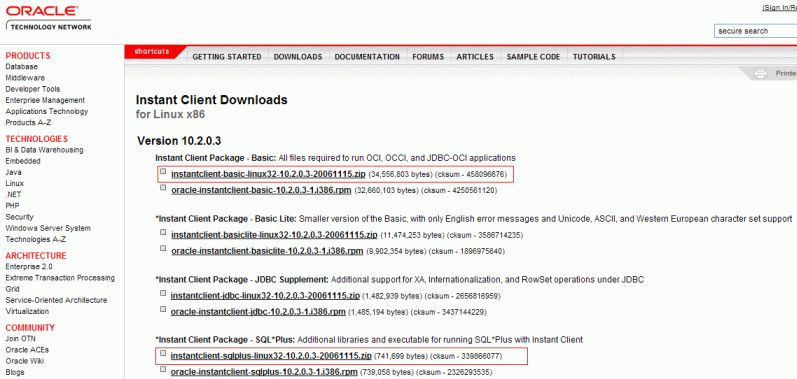 ORACLE
TECHNOLOGY NETWORK
(Sign In/Re
secure search
shortcuts
GETTING STARTED DOWNLOADS DOCUMENTATION FORUMS ARTICLES SAMPLE CODE TUTORIALS
Printe
PRODUCTS
Database
Middleware
Developer Tools
Enterprise Management
Applications Technology
Products A-Z
TECHNOLOGIES
BI & Data Warehousing
Embedded
Java
Linux
.NET
PHP
Security
Windows Server System
Technologies A-Z
ARCHITECTURE
Enterprise 2.0
Extreme Transaction Processing
Grid
Service-Oriented Architecture
Virtualization
COMMUNITY
Join OTN
Oracle ACEs
Oracle Wiki
Blogs
Instant Client Downloads
for Linux x86
Version 10.2.0.3
Instant Client Package - Basic: All files required to run OCI, OCCI, and JDBC-OCI applications
instantclient-basic-linux32-10.2.0.3-20061115.zip (34,556,803 bytes) (cksum - 458096676)
oracle-instantclient-basic-10.2.0.3-1.i386.rpm (32,660,103 bytes) (cksum - 4250561120)
*Instant Client Package - Basic Lite: Smaller version of the Basic, with only English error messages and Unicode, ASCII, and Western European character set support
instantclient-basiclite-linux32-10.2.0.3-20061115.zip (11,474,253 bytes) (cksum - 3586714235)
oracle-instantclient-basiclite-10.2.0.3-1.i386.rpm (9,902,354 bytes) (cksum - 1896975640)
*Instant Client Package - JDBC Supplement: Additional support for XA, Internationalization, and RowSet operations under JDBC
instantclient-jdbc-linux32-10.2.0.3-20061115.zip (1,482,939 bytes) (cksum - 2656816959)
oracle-instantclient-jdbc-10.2.0.3-1.i386.rpm (1,485,194 bytes) (cksum - 3437144229)
*Instant Client Package - SQL*Plus: Additional libraries and executable for running SQL*Plus with Instant Client
instantclient-sqlplus-linux32-10.2.0.3-20061115.zip (741,699 bytes) (cksum - 339866077)
oracle-instantclient-sqlplus-10.2.0.3-1.i386.rpm (739,058 bytes) (cksum - 2326293535)